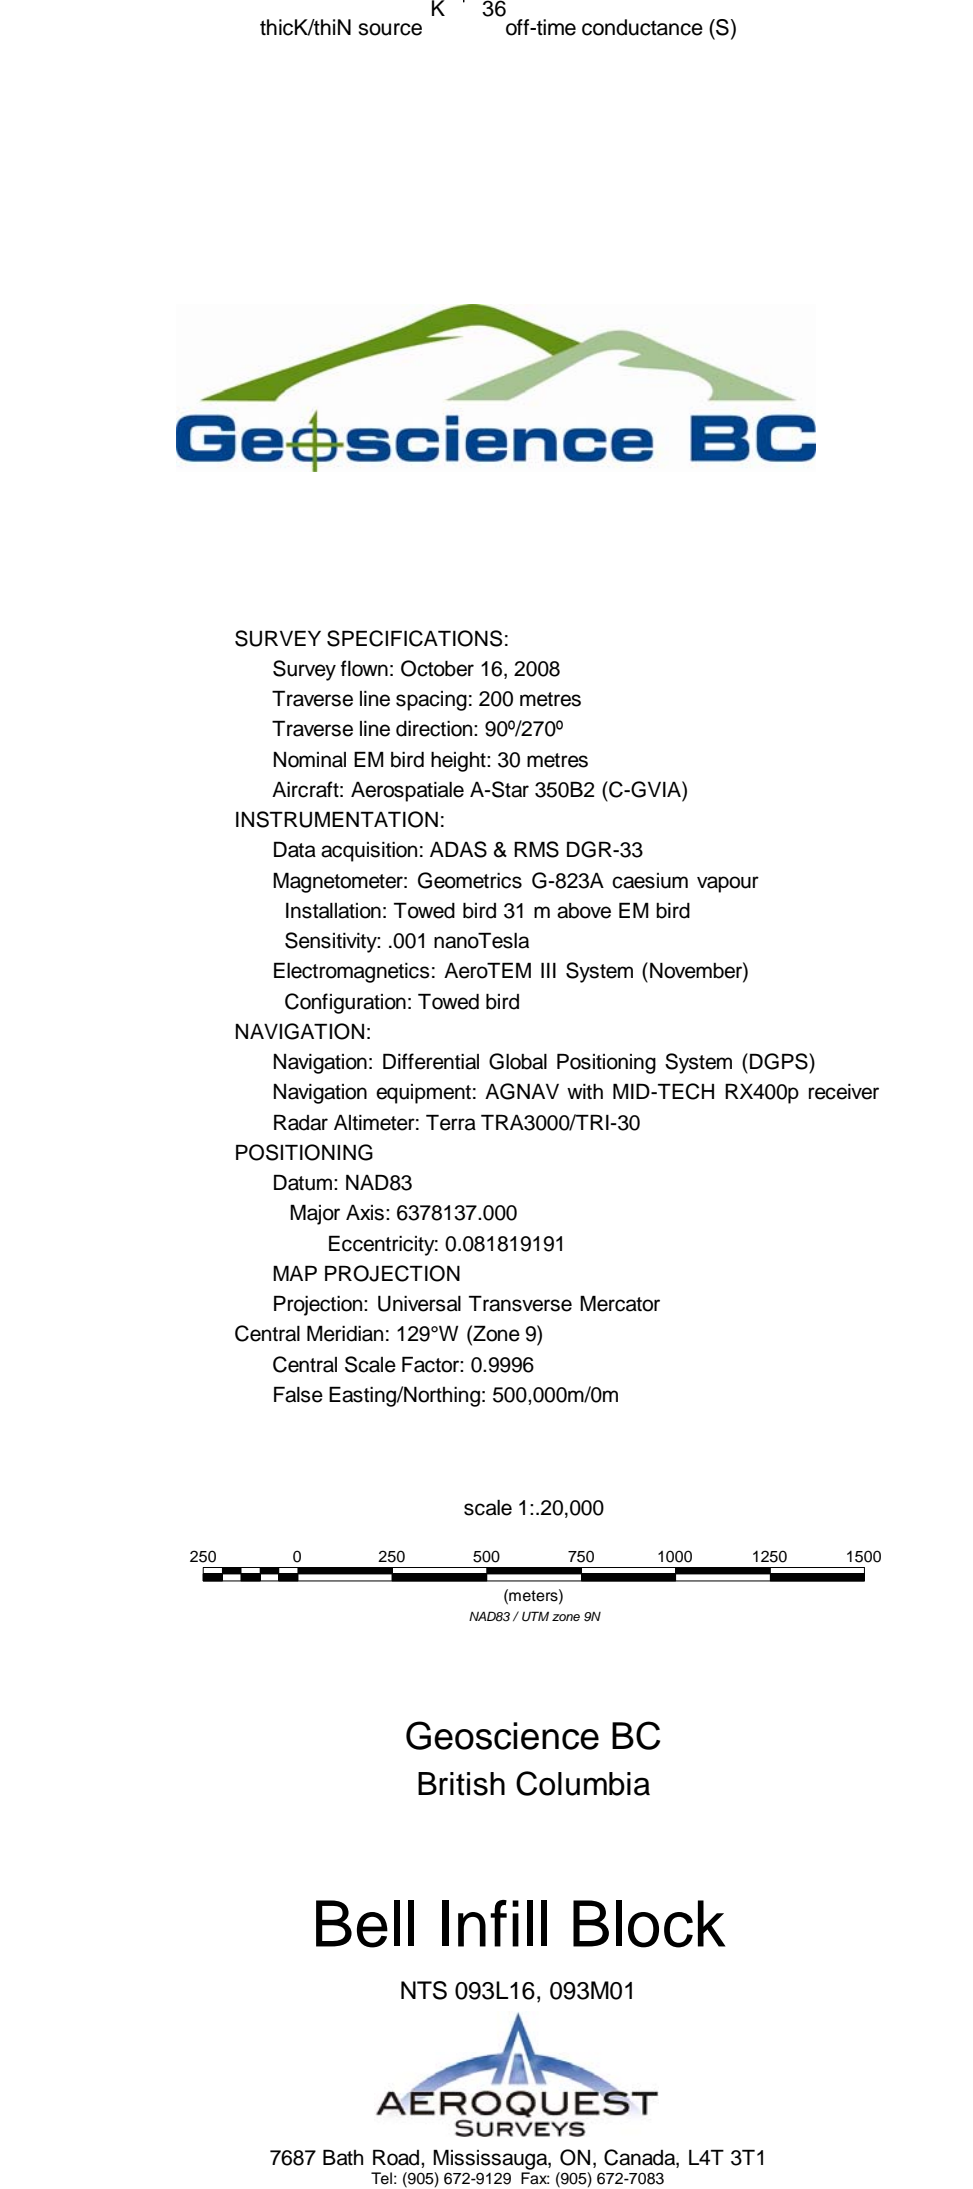 K 36
thicK/thiN source off-time conductance (S)
Geoscience BC
SURVEY SPECIFICATIONS:
Survey flown: October 16, 2008
Traverse line spacing: 200 metres
Traverse line direction: 90º/270º
Nominal EM bird height: 30 metres
Aircraft: Aerospatiale A-Star 350B2 (C-GVIA)
INSTRUMENTATION:
Data acquisition: ADAS & RMS DGR-33
Magnetometer: Geometrics G-823A caesium vapour
Installation: Towed bird 31 m above EM bird
Sensitivity: .001 nanoTesla
Electromagnetics: AeroTEM III System (November)
Configuration: Towed bird
NAVIGATION:
Navigation: Differential Global Positioning System (DGPS)
Navigation equipment: AGNAV with MID-TECH RX400p receiver
Radar Altimeter: Terra TRA3000/TRI-30
POSITIONING
Datum: NAD83
Major Axis: 6378137.000
Eccentricity: 0.081819191
MAP PROJECTION
Projection: Universal Transverse Mercator
Central Meridian: 129°W (Zone 9)
Central Scale Factor: 0.9996
False Easting/Northing: 500,000m/0m
scale 1:.20,000
250 0 250 500 750 1000 1250 1500
(meters)
NAD83 / UTM zone 9N
Geoscience BC
British Columbia
Bell Infill Block
NTS 093L16, 093M01
AEROQUEST
SURVEYS
7687 Bath Road, Mississauga, ON, Canada, L4T 3T1
Tel: (905) 672-9129 Fax: (905) 672-7083